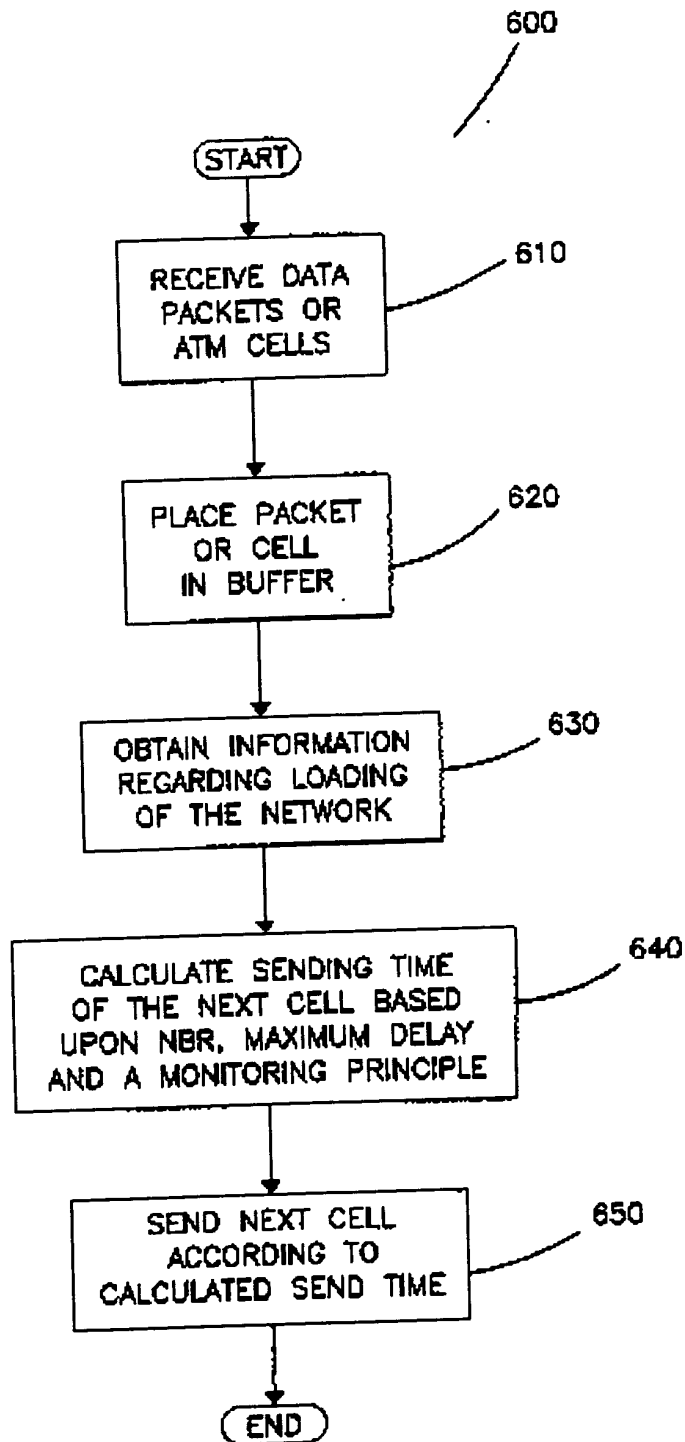 600
START
RECEIVE DATA
PACKETS OR
ATM CELLS
610
PLACE PACKET
OR CELL
IN BUFFER
620
OBTAIN INFORMATION
REGARDING LOADING
OF THE NETWORK
630
CALCULATE SENDING TIME
OF THE NEXT CELL BASED
UPON NBR, MAXIMUM DELAY
AND A MONITORING PRINCIPLE
640
SEND NEXT CELL
ACCORDING TO
CALCULATED SEND TIME
650
END